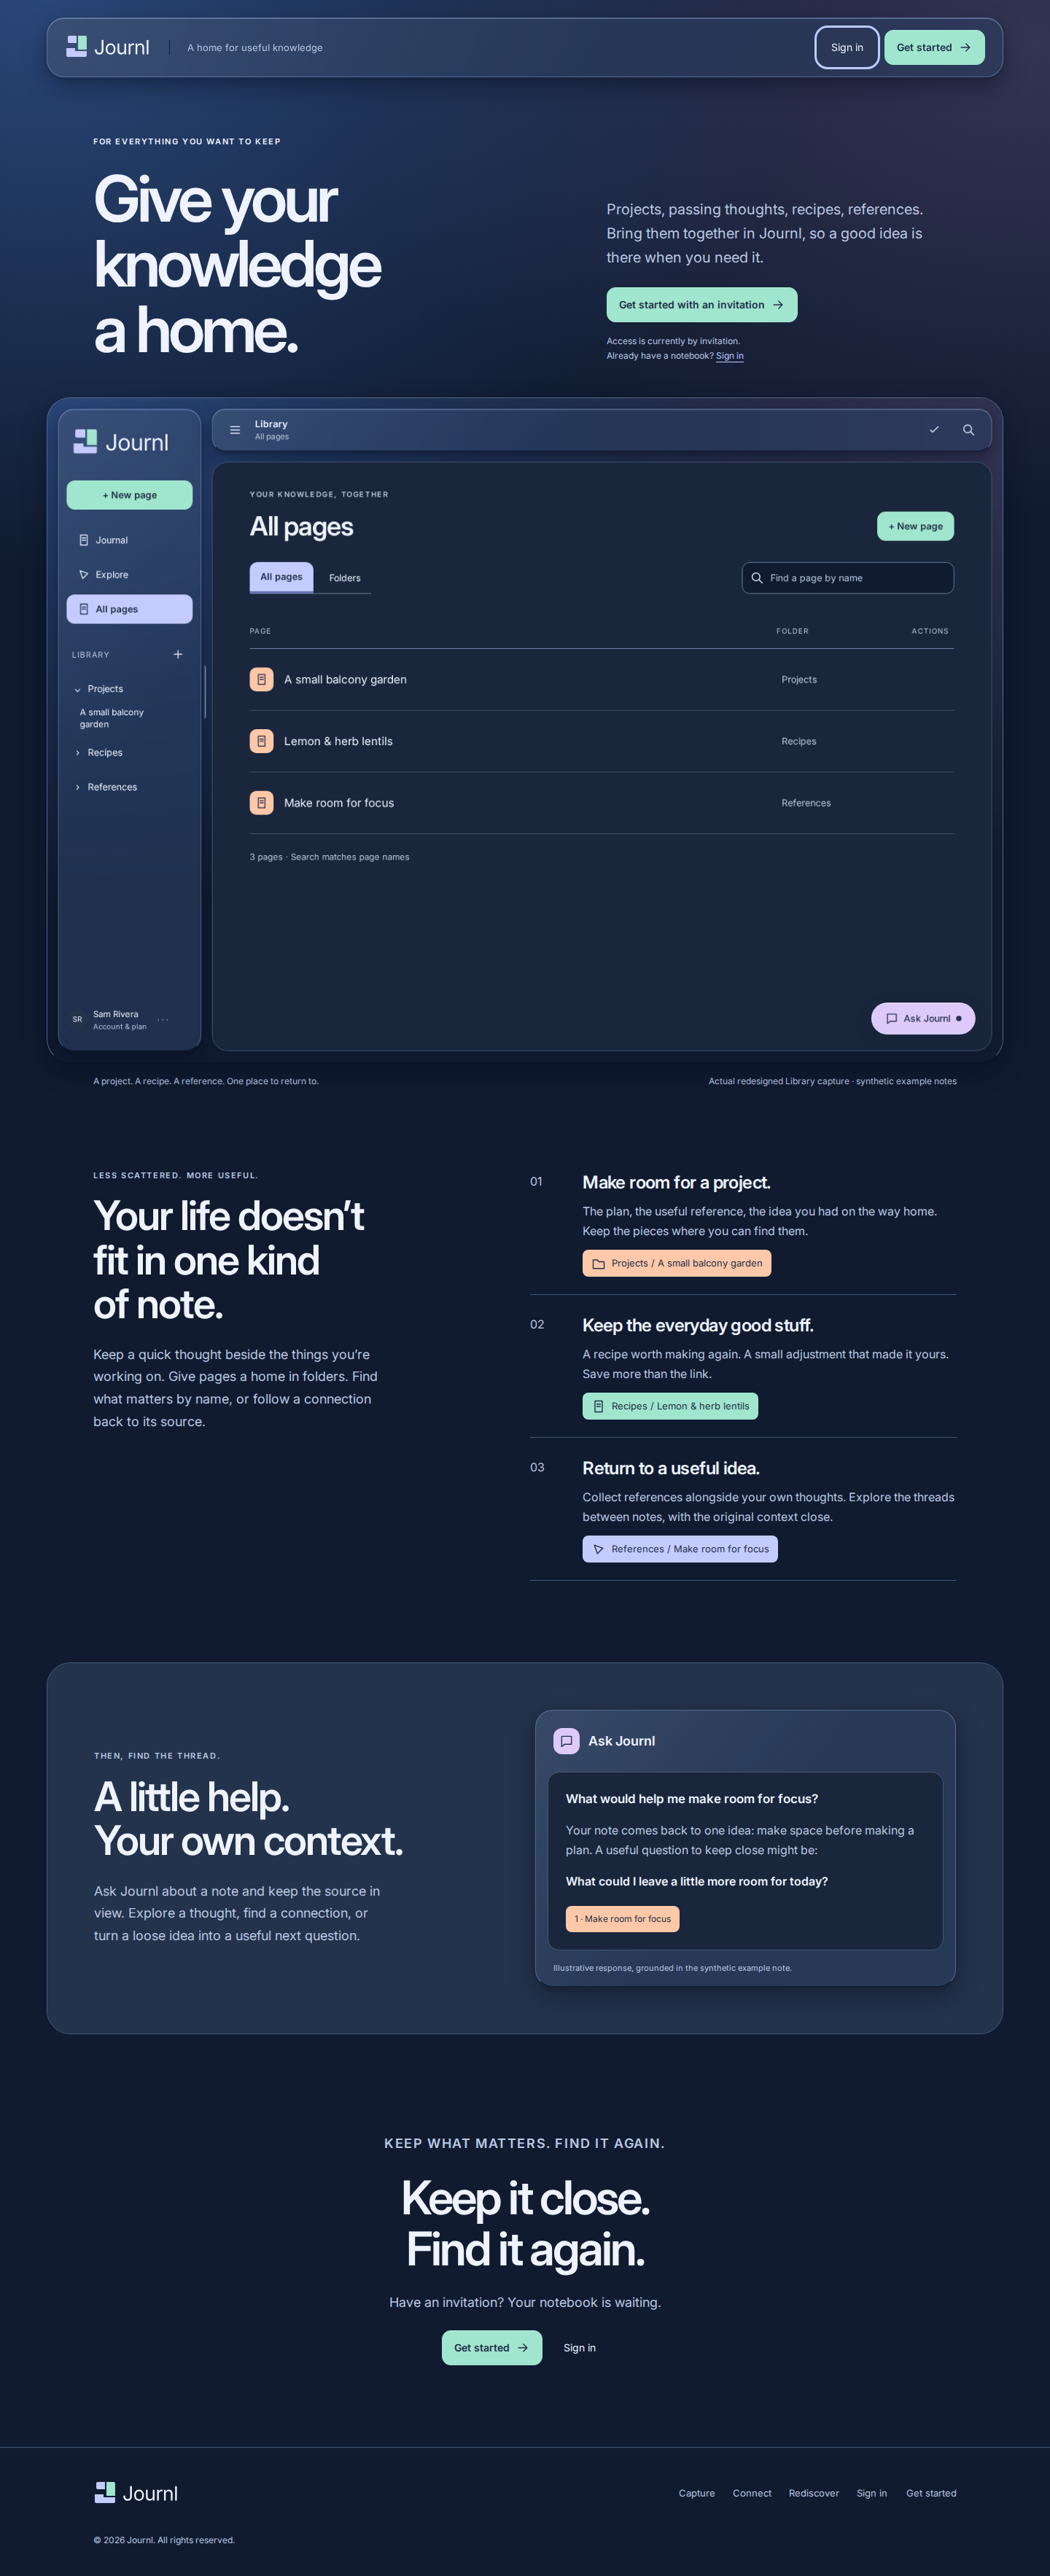 Journl
A home for useful knowledge
Sign in
Get started
FOR EVERYTHING YOU WANT TO KEEP
Give your
knowledge
a home.
Projects, passing thoughts, recipes, references.
Bring them together in Journl, so a good idea is
there when you need it.
Get started with an invitation
Access is currently by invitation.
Already have a notebook? Sign in
Journl
+ New page
Journal
Explore
All pages
LIBRARY
Projects
A small balcony
garden
Recipes
References
SR
Sam Rivera
Account & plan
...
Library
All pages
YOUR KNOWLEDGE, TOGETHER
All pages
+ New page
All pages
Folders
Find a page by name
PAGE
FOLDER
ACTIONS
A small balcony garden
Projects
Lemon & herb lentils
Recipes
Make room for focus
References
3 pages · Search matches page names
Ask Journl
A project. A recipe. A reference. One place to return to.
Actual redesigned Library capture · synthetic example notes
LESS SCATTERED. MORE USEFUL.
Your life doesn’t
fit in one kind
of note.
Keep a quick thought beside the things you’re
working on. Give pages a home in folders. Find
what matters by name, or follow a connection
back to its source.
01
Make room for a project.
The plan, the useful reference, the idea you had on the way home.
Keep the pieces where you can find them.
Projects / A small balcony garden
02
Keep the everyday good stuff.
A recipe worth making again. A small adjustment that made it yours.
Save more than the link.
Recipes / Lemon & herb lentils
03
Return to a useful idea.
Collect references alongside your own thoughts. Explore the threads
between notes, with the original context close.
References / Make room for focus
THEN, FIND THE THREAD.
A little help.
Your own context.
Ask Journl about a note and keep the source in
view. Explore a thought, find a connection, or
turn a loose idea into a useful next question.
Ask Journl
What would help me make room for focus?
Your note comes back to one idea: make space before making a
plan. A useful question to keep close might be:
What could I leave a little more room for today?
1 · Make room for focus
Illustrative response, grounded in the synthetic example note.
KEEP WHAT MATTERS. FIND IT AGAIN.
Keep it close.
Find it again.
Have an invitation? Your notebook is waiting.
Get started
Sign in
Journl
Capture
Connect
Rediscover
Sign in
Get started
© 2026 Journl. All rights reserved.